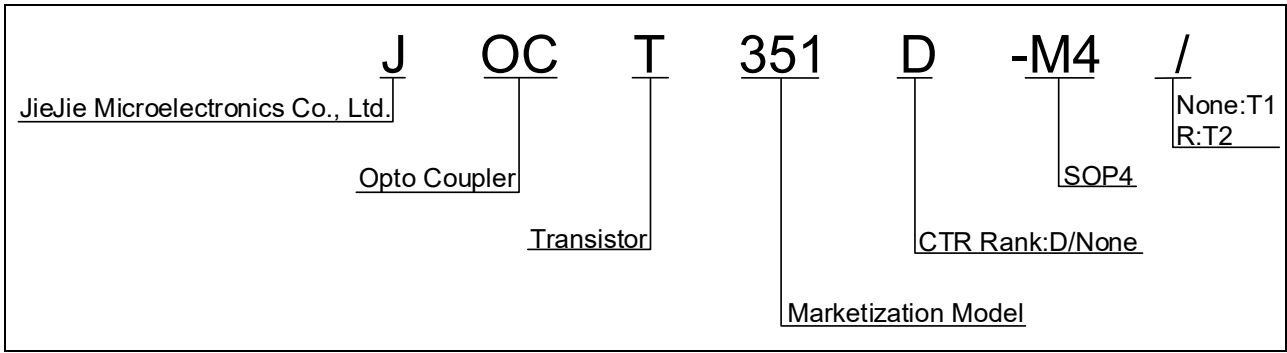 J OC T 351 D -M4 /
JieJie Microelectronics Co., Ltd.
None:T1
R:T2
Opto Coupler
SOP4
Transistor
CTR Rank:D/None
Marketization Model